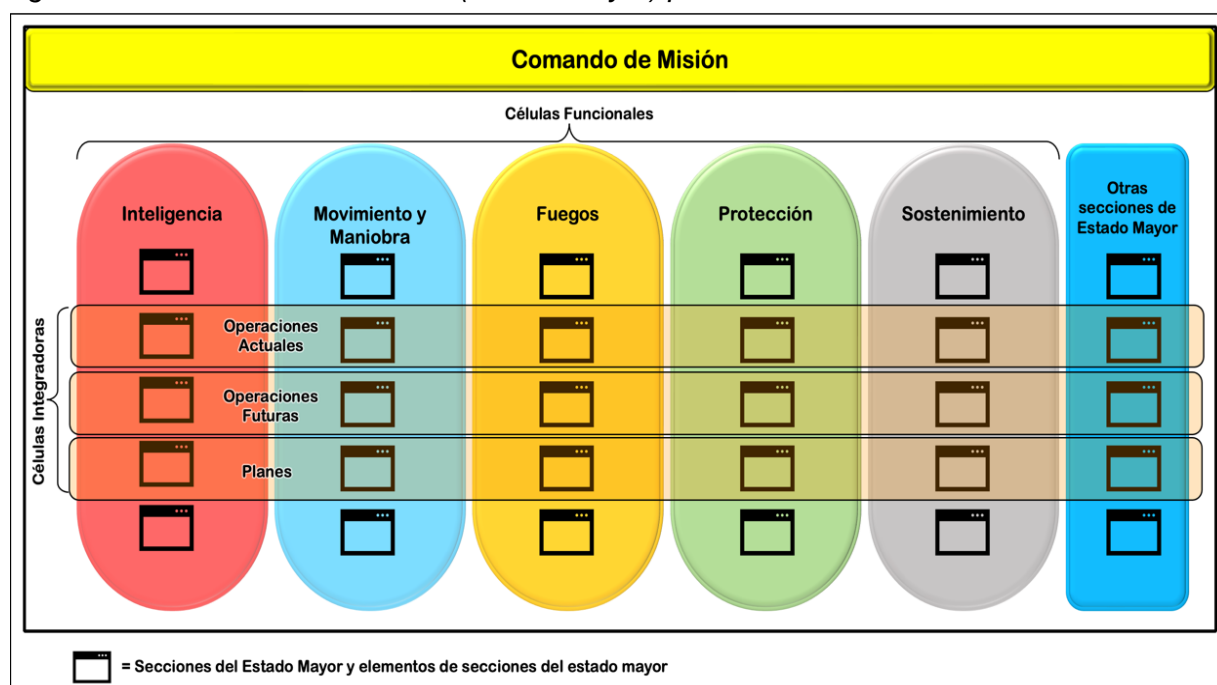 Comando de Misión
Células Funcionales
Inteligencia
Movimiento y
Maniobra
Fuegos
Protección
Sostenimiento
Otras
secciones de
Estado Mayor
Células Integradoras
Operaciones
Actuales
Operaciones
Futuras
Planes
= Secciones del Estado Mayor y elementos de secciones del estado mayor